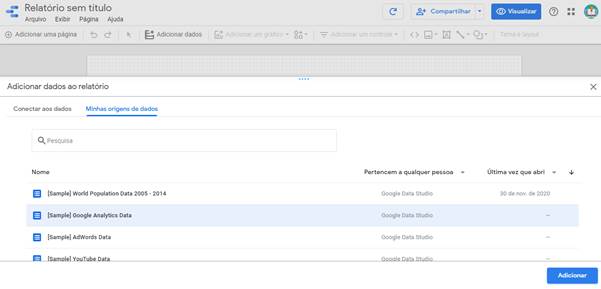 Relatório sem título
Arquivo Exibir Página Ajuda
Compartilhar
Visualizar
Adicionar uma página
Adicionar dados
Adicionar um gráfico
Adicionar um controle
Tema e layout
Adicionar dados ao relatório
Conectar aos dados Minhas origens de dados
Pesquisa
Nome Pertencem a qualquer pessoa Última vez que abri
[Sample] World Population Data 2005 - 2014 Google Data Studio 30 de nov. de 2020
[Sample] Google Analytics Data Google Data Studio –
[Sample] AdWords Data Google Data Studio –
[Sample] YouTube Data Google Data Studio –
Adicionar